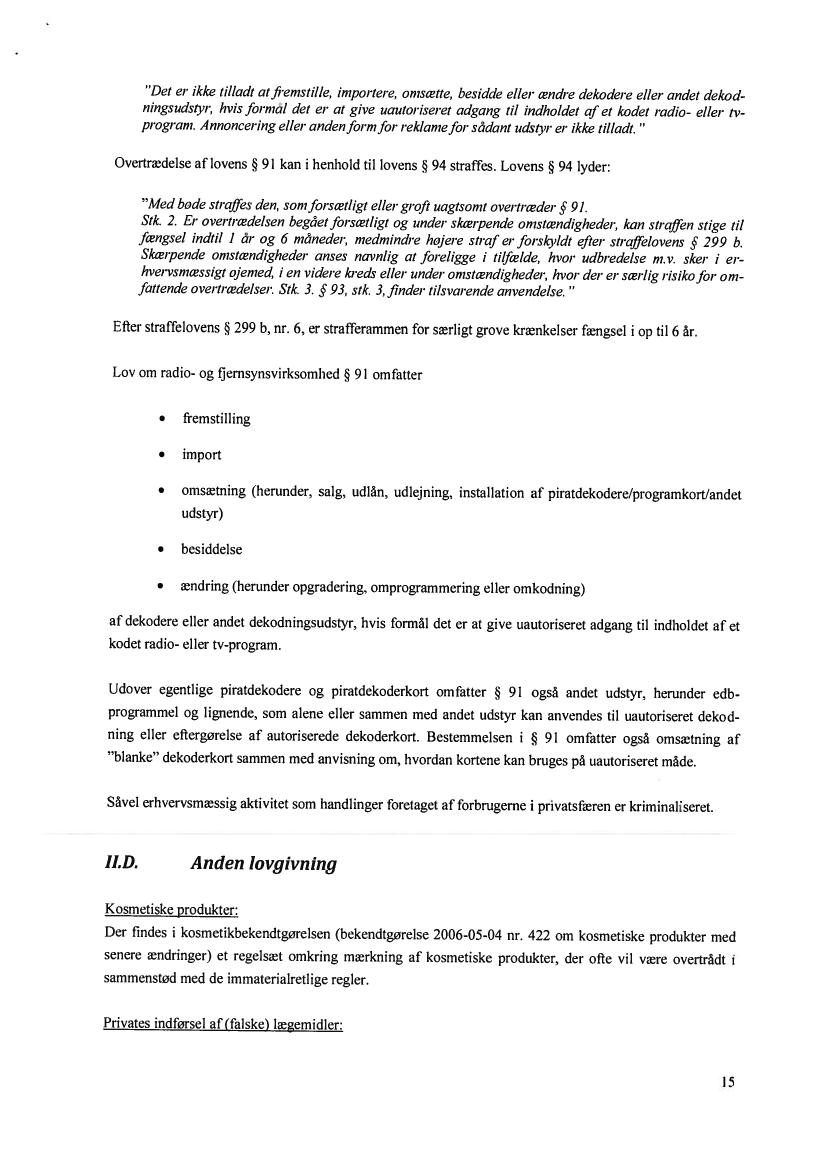 "Det er ikke tilladt at fremstille, importere, omsætte, besidde eller ændre dekodere eller andet dekod-
ningsudstyr, hvis formål det er at give uautoriseret adgang til indholdet af et kodet radio- eller tv-
program. Annoncering eller anden form for reklame for sådant udstyr er ikke tilladt."
Overtrædelse af lovens § 91 kan i henhold til lovens § 94 straffes. Lovens § 94 lyder:
"Med bøde straffes den, som forsætligt eller groft uagtsomt overtræder § 91.
Stk. 2. Er overtrædelsen begået forsætligt og under skærpende omstændigheder, kan straffen stige til
fængsel indtil 1 år og 6 måneder, medmindre højere straf er forskyldt efter straffelovens § 299 b.
Skærpende omstændigheder anses navnlig at foreligge i tilfælde, hvor udbredelse m.v. sker i er-
hvervsmæssigt øjemed, i en videre kreds eller under omstændigheder, hvor der er særlig risiko for om-
fattende overtrædelser. Stk. 3. § 93, stk. 3, finder tilsvarende anvendelse."
Efter straffelovens § 299 b, nr. 6, er strafferammen for særligt grove krænkelser fængsel i op til 6 år.
Lov om radio- og fjernsynsvirksomhed § 91 omfatter
• fremstilling
• import
• omsætning (herunder, salg, udlån, udlejning, installation af piratdekodere/programkort/andet
udstyr)
• besiddelse
• ændring (herunder opgradering, omprogrammering eller omkodning)
af dekodere eller andet dekodningsudstyr, hvis formål det er at give uautoriseret adgang til indholdet af et
kodet radio- eller tv-program.
Udover egentlige piratdekodere og piratdekoderkort omfatter § 91 også andet udstyr, herunder edb-
programmel og lignende, som alene eller sammen med andet udstyr kan anvendes til uautoriseret dekod-
ning eller eftergørelse af autoriserede dekoderkort. Bestemmelsen i § 91 omfatter også omsætning af
"blanke" dekoderkort sammen med anvisning om, hvordan kortene kan bruges på uautoriseret måde.
Såvel erhvervsmæssig aktivitet som handlinger foretaget af forbrugerne i privatsfæren er kriminaliseret.
II.D. Anden lovgivning
Kosmetiske produkter:
Der findes i kosmetikbekendtgørelsen (bekendtgørelse 2006-05-04 nr. 422 om kosmetiske produkter med
senere ændringer) et regelsæt omkring mærkning af kosmetiske produkter, der ofte vil være overtrådt i
sammenstød med de immaterialretlige regler.
Privates indførsel af (falske) lægemidler:
15